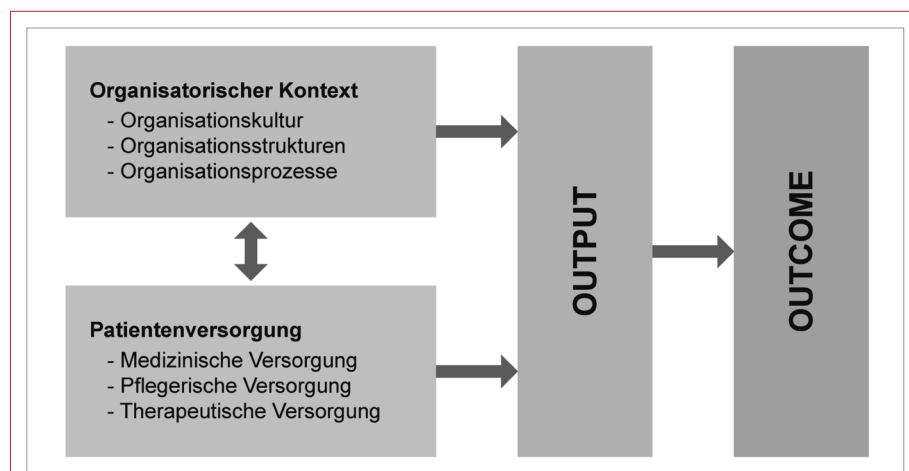 Organisatorischer Kontext
- Organisationskultur
- Organisationsstrukturen
- Organisationsprozesse
Patientenversorgung
- Medizinische Versorgung
- Pflegerische Versorgung
- Therapeutische Versorgung
OUTPUT
OUTCOME